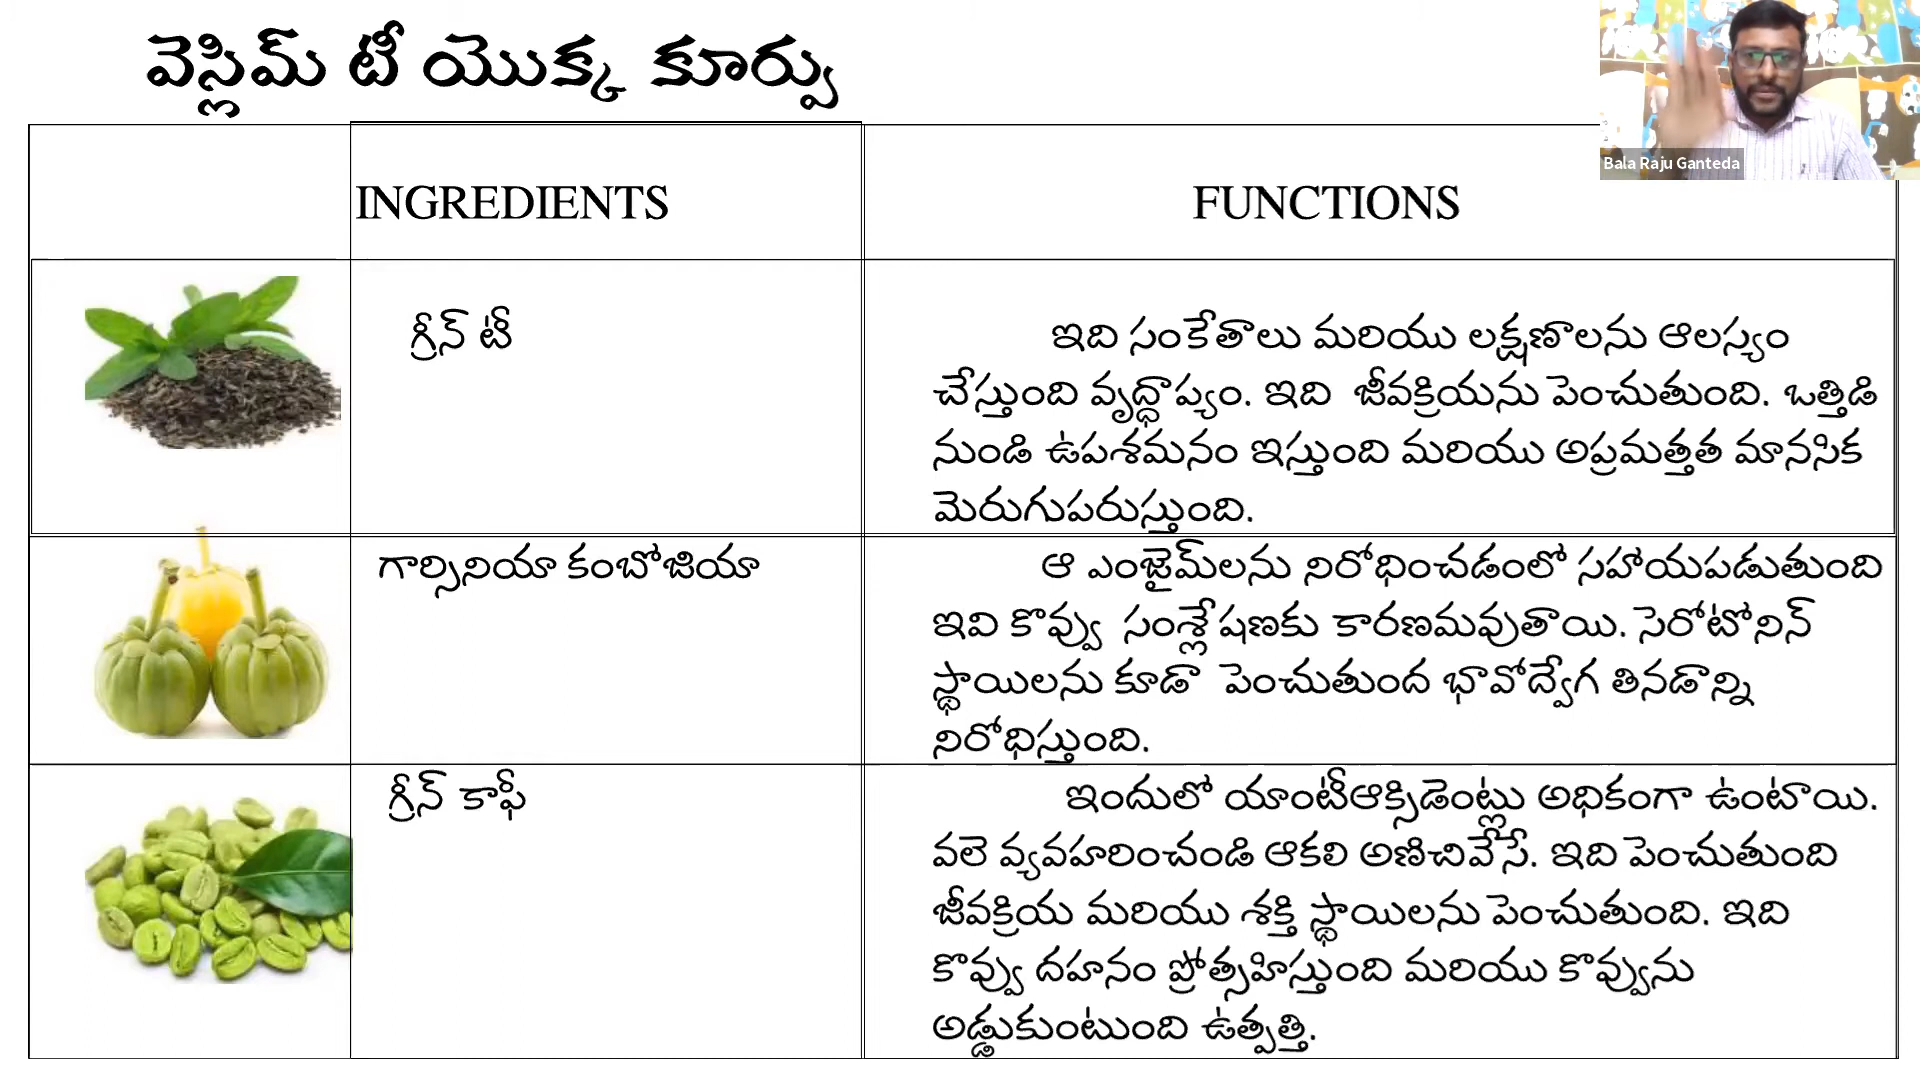 వెస్లిమ్ టీ యొక్క కూర్పు
Bala Raju Ganteda
INGREDIENTS
FUNCTIONS
గ్రీన్ టీ
ఇది సంకేతాలు మరియు లక్షణాలను ఆలస్యం
చేస్తుంది వృద్ధాప్యం. ఇది జీవక్రియను పెంచుతుంది. ఒత్తిడి
నుండి ఉపశమనం ఇస్తుంది మరియు అప్రమత్తత మానసిక
మెరుగుపరుస్తుంది.
గార్సినియా కంబోజియా
ఆ ఎంజైమ్‌లను నిరోధించడంలో సహాయపడుతుంది
ఇవి కొవ్వు సంశ్లేషణకు కారణమవుతాయి. సెరోటోనిన్
స్థాయిలను కూడా పెంచుతుంద భావోద్వేగ తినడాన్ని
నిరోధిస్తుంది.
గ్రీన్ కాఫీ
ఇందులో యాంటీఆక్సిడెంట్లు అధికంగా ఉంటాయి.
వలె వ్యవహరించండి ఆకలి అణిచివేసే. ఇది పెంచుతుంది
జీవక్రియ మరియు శక్తి స్థాయిలను పెంచుతుంది. ఇది
కొవ్వు దహనం ప్రోత్సహిస్తుంది మరియు కొవ్వును
అడ్డుకుంటుంది ఉత్పత్తి.